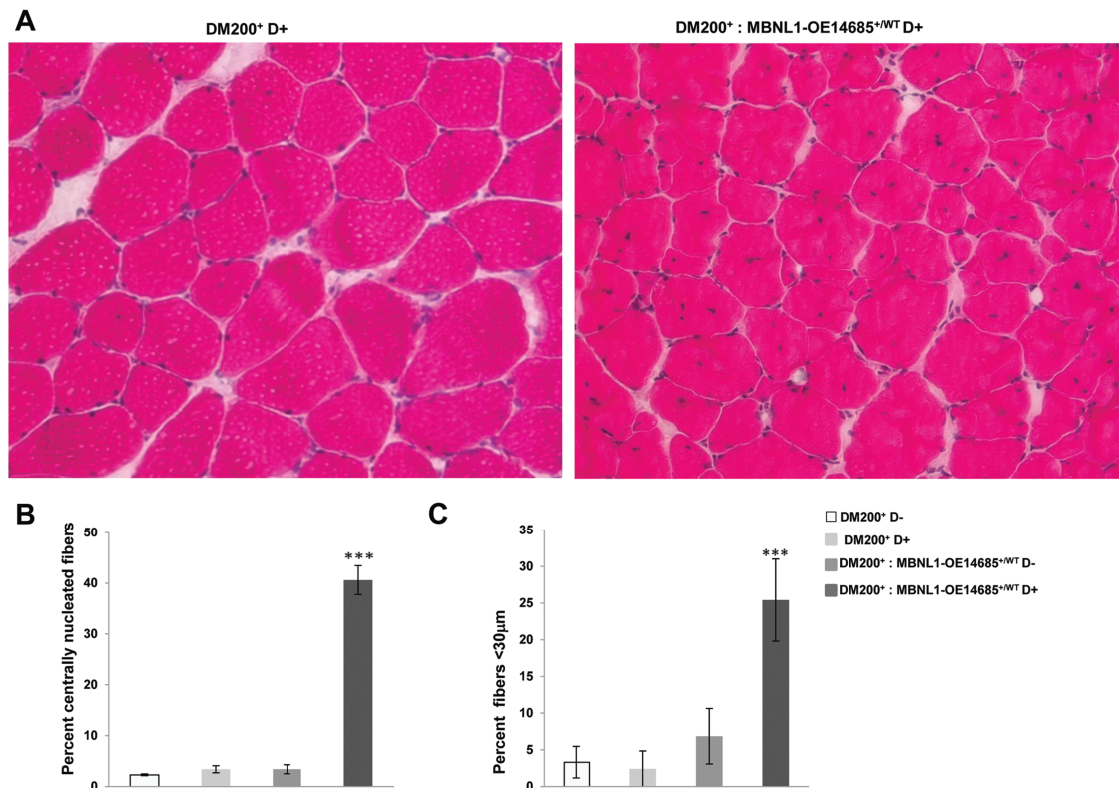 A
DM200⁺ D+
DM200⁺ : MBNL1-OE14685⁺/ᵂᵀ D+
B
Percent centrally nucleated fibers
50
40
30
20
10
0
***
C
Percent fibers <30μm
35
30
25
20
15
10
5
0
***
DM200⁺ D-
DM200⁺ D+
DM200⁺ : MBNL1-OE14685⁺/ᵂᵀ D-
DM200⁺ : MBNL1-OE14685⁺/ᵂᵀ D+